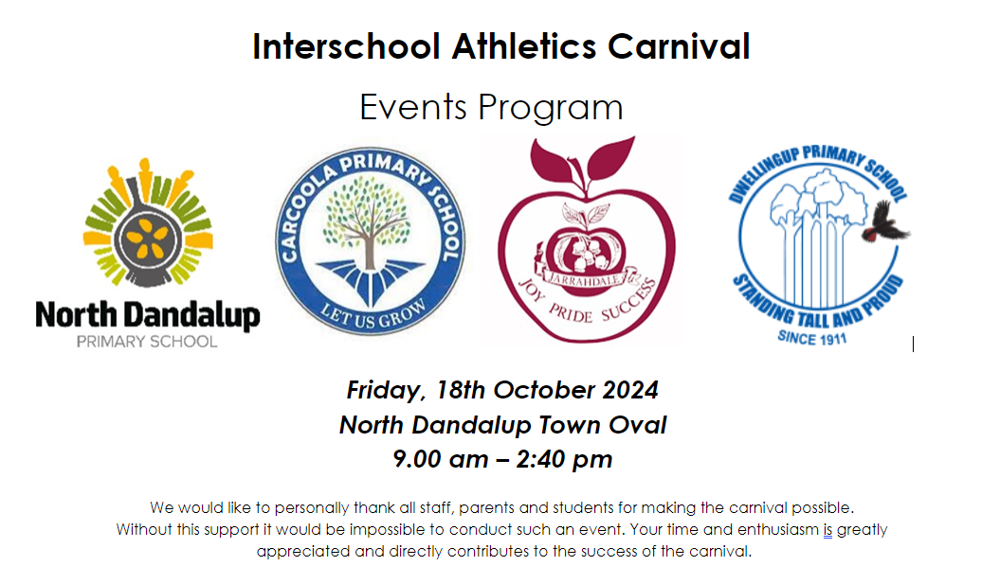 Interschool Athletics Carnival
Events Program
North Dandalup
PRIMARY SCHOOL
CARCOOLA PRIMARY SCHOOL
LET US GROW
JARRAHDALE
JOY PRIDE SUCCESS
DWELLINGUP PRIMARY SCHOOL
STANDING TALL AND PROUD
SINCE 1911
Friday, 18th October 2024
North Dandalup Town Oval
9.00 am – 2:40 pm
We would like to personally thank all staff, parents and students for making the carnival possible.
Without this support it would be impossible to conduct such an event. Your time and enthusiasm is greatly
appreciated and directly contributes to the success of the carnival.